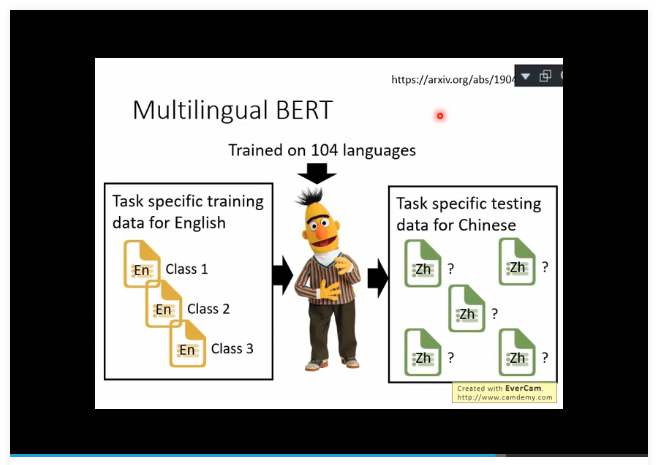 https://arxiv.org/abs/1904
Multilingual BERT
Trained on 104 languages
Task specific training
data for English
En Class 1
En Class 2
En Class 3
Task specific testing
data for Chinese
Zh ? Zh ?
Zh ?
Zh ? Zh ?
Created with EverCam.
http://www.camdemy.com